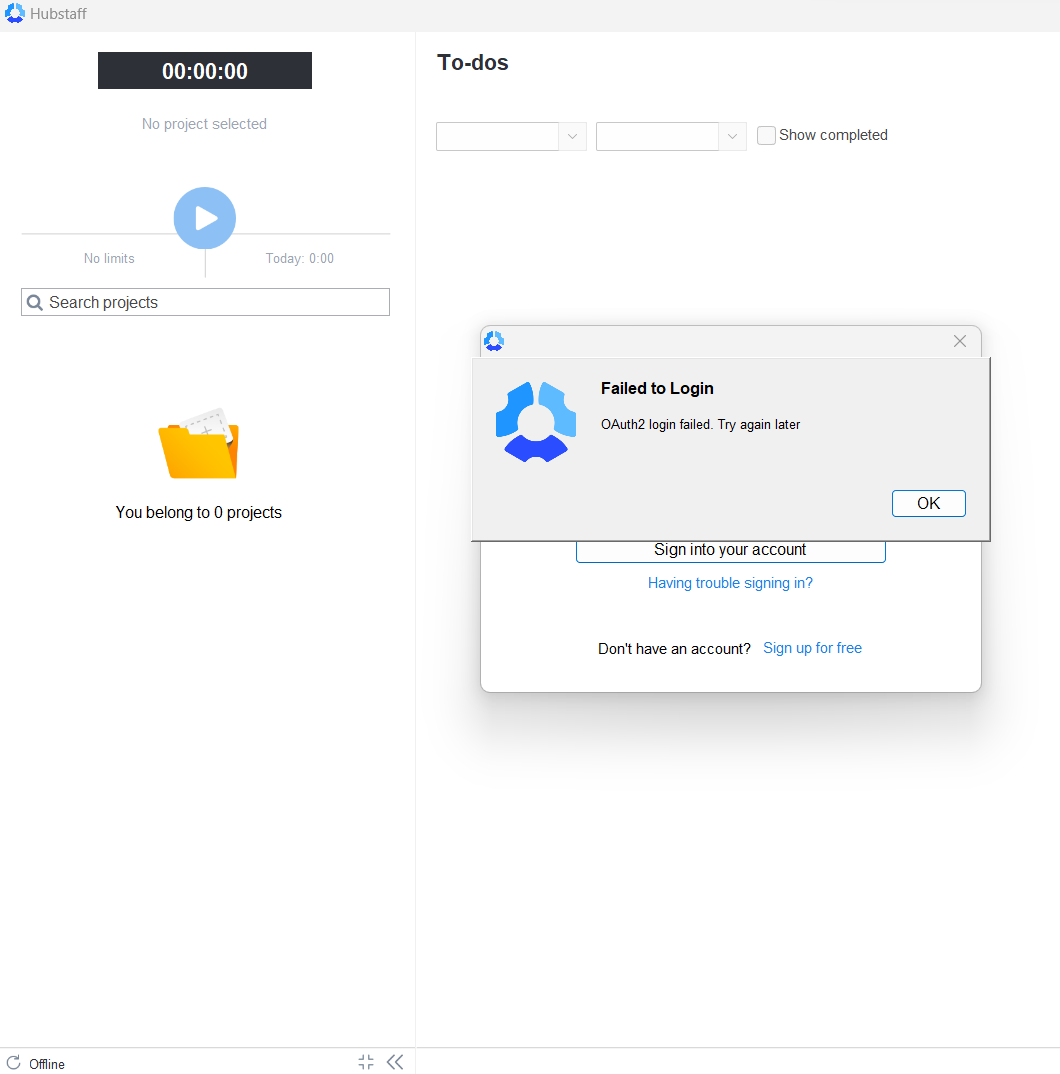 Hubstaff
00:00:00
No project selected
No limits
Today: 0:00
Search projects
You belong to 0 projects
Offline
To-dos
Show completed
Failed to Login
OAuth2 login failed. Try again later
OK
Sign into your account
Having trouble signing in?
Don't have an account? Sign up for free